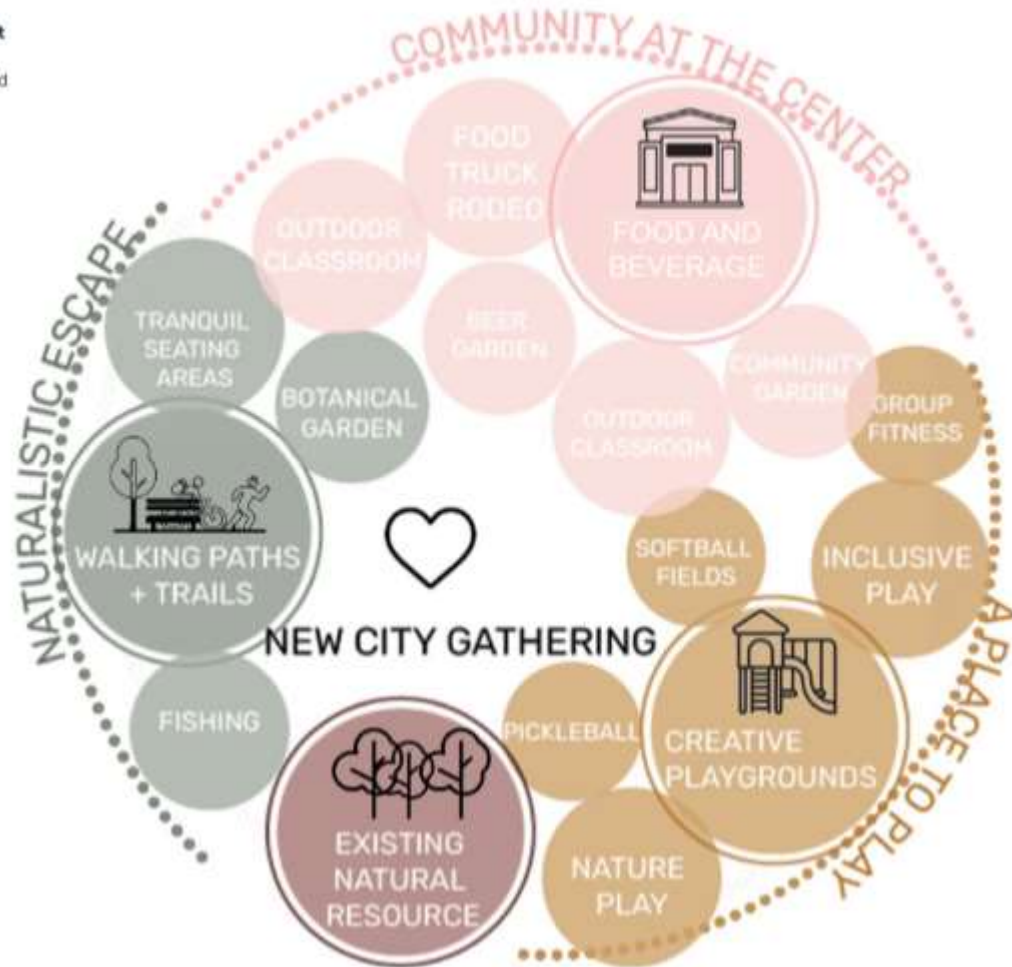 t
d
COMMUNITY AT THE CENTER
FOOD
TRUCK
RODEO
FOOD AND
BEVERAGE
OUTDOOR
CLASSROOM
NATURALISTIC ESCAPE
TRANQUIL
SEATING
AREAS
BEER
GARDEN
BOTANICAL
GARDEN
COMMUNITY
GARDEN
OUTDOOR
CLASSROOM
GROUP
FITNESS
WALKING PATHS
+ TRAILS
SOFTBALL
FIELDS
INCLUSIVE
PLAY
NEW CITY GATHERING
A PLACE TO PLAY
FISHING
PICKLEBALL
CREATIVE
PLAYGROUNDS
EXISTING
NATURAL
RESOURCE
NATURE
PLAY